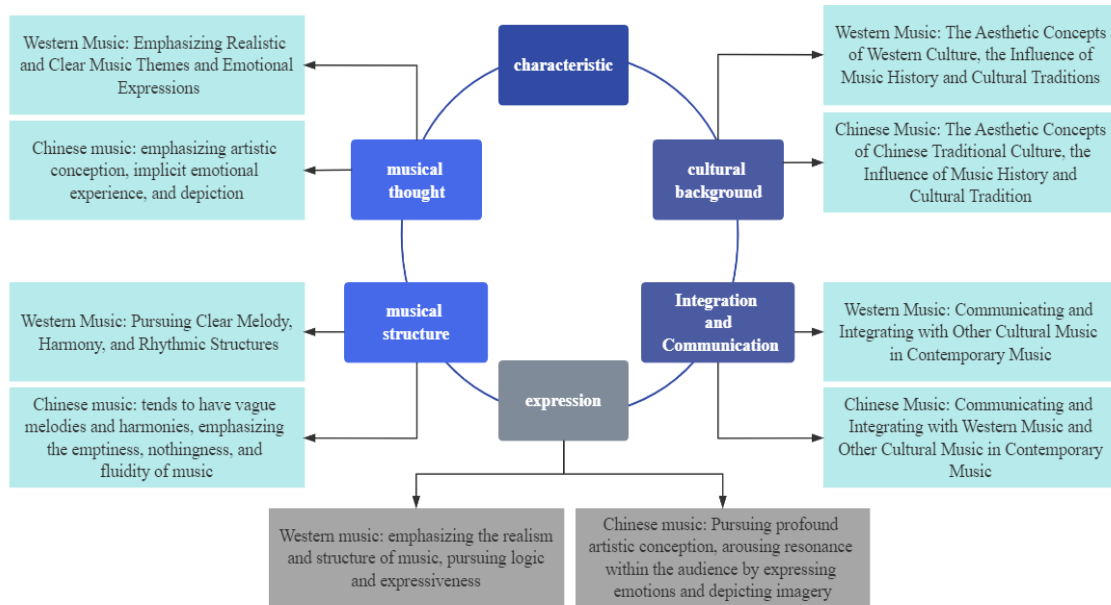 characteristic
Western Music: Emphasizing Realistic
and Clear Music Themes and Emotional
Expressions
Western Music: The Aesthetic Concepts
of Western Culture, the Influence of
Music History and Cultural Traditions
Chinese music: emphasizing artistic
conception, implicit emotional
experience, and depiction
musical
thought
cultural
background
Chinese Music: The Aesthetic Concepts
of Chinese Traditional Culture, the
Influence of Music History and
Cultural Tradition
Western Music: Pursuing Clear Melody,
Harmony, and Rhythmic Structures
musical
structure
Integration
and
Communication
Western Music: Communicating and
Integrating with Other Cultural Music
in Contemporary Music
Chinese music: tends to have vague
melodies and harmonies, emphasizing
the emptiness, nothingness, and
fluidity of music
expression
Chinese Music: Communicating and
Integrating with Western Music and
Other Cultural Music in Contemporary
Music
Western music: emphasizing the realism
and structure of music, pursuing logic
and expressiveness
Chinese music: Pursuing profound
artistic conception, arousing resonance
within the audience by expressing
emotions and depicting imagery